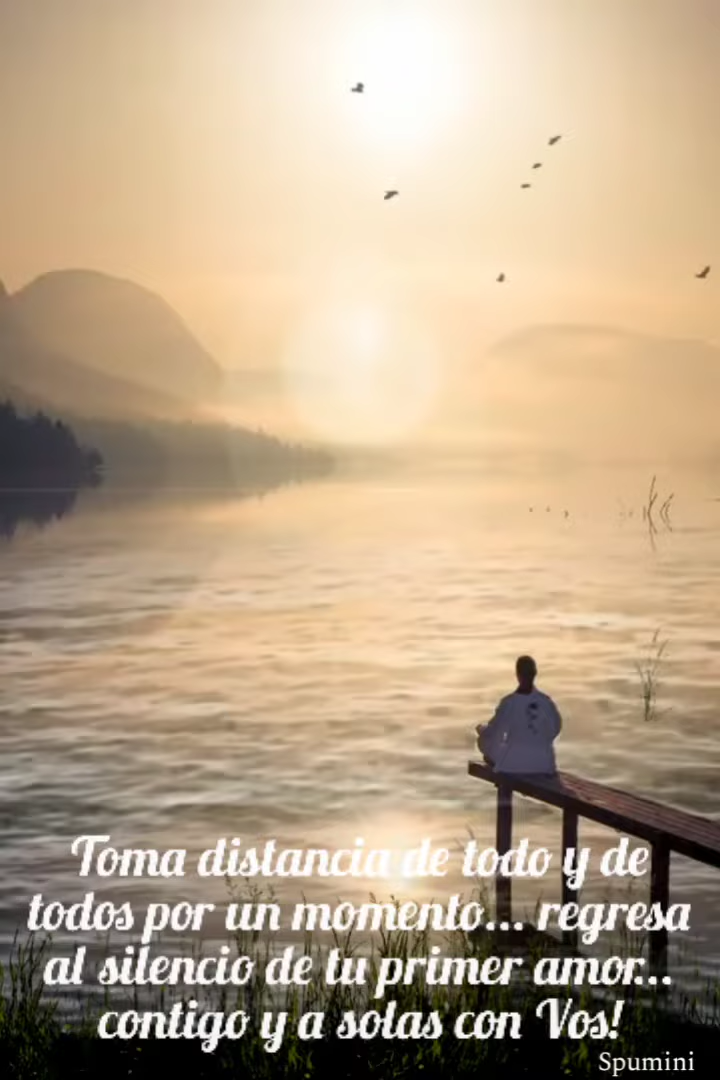 Toma distancia de todo y de
todos por un momento... regresa
al silencio de tu primer amor...
contigo y a solas con Vos!
Spumini